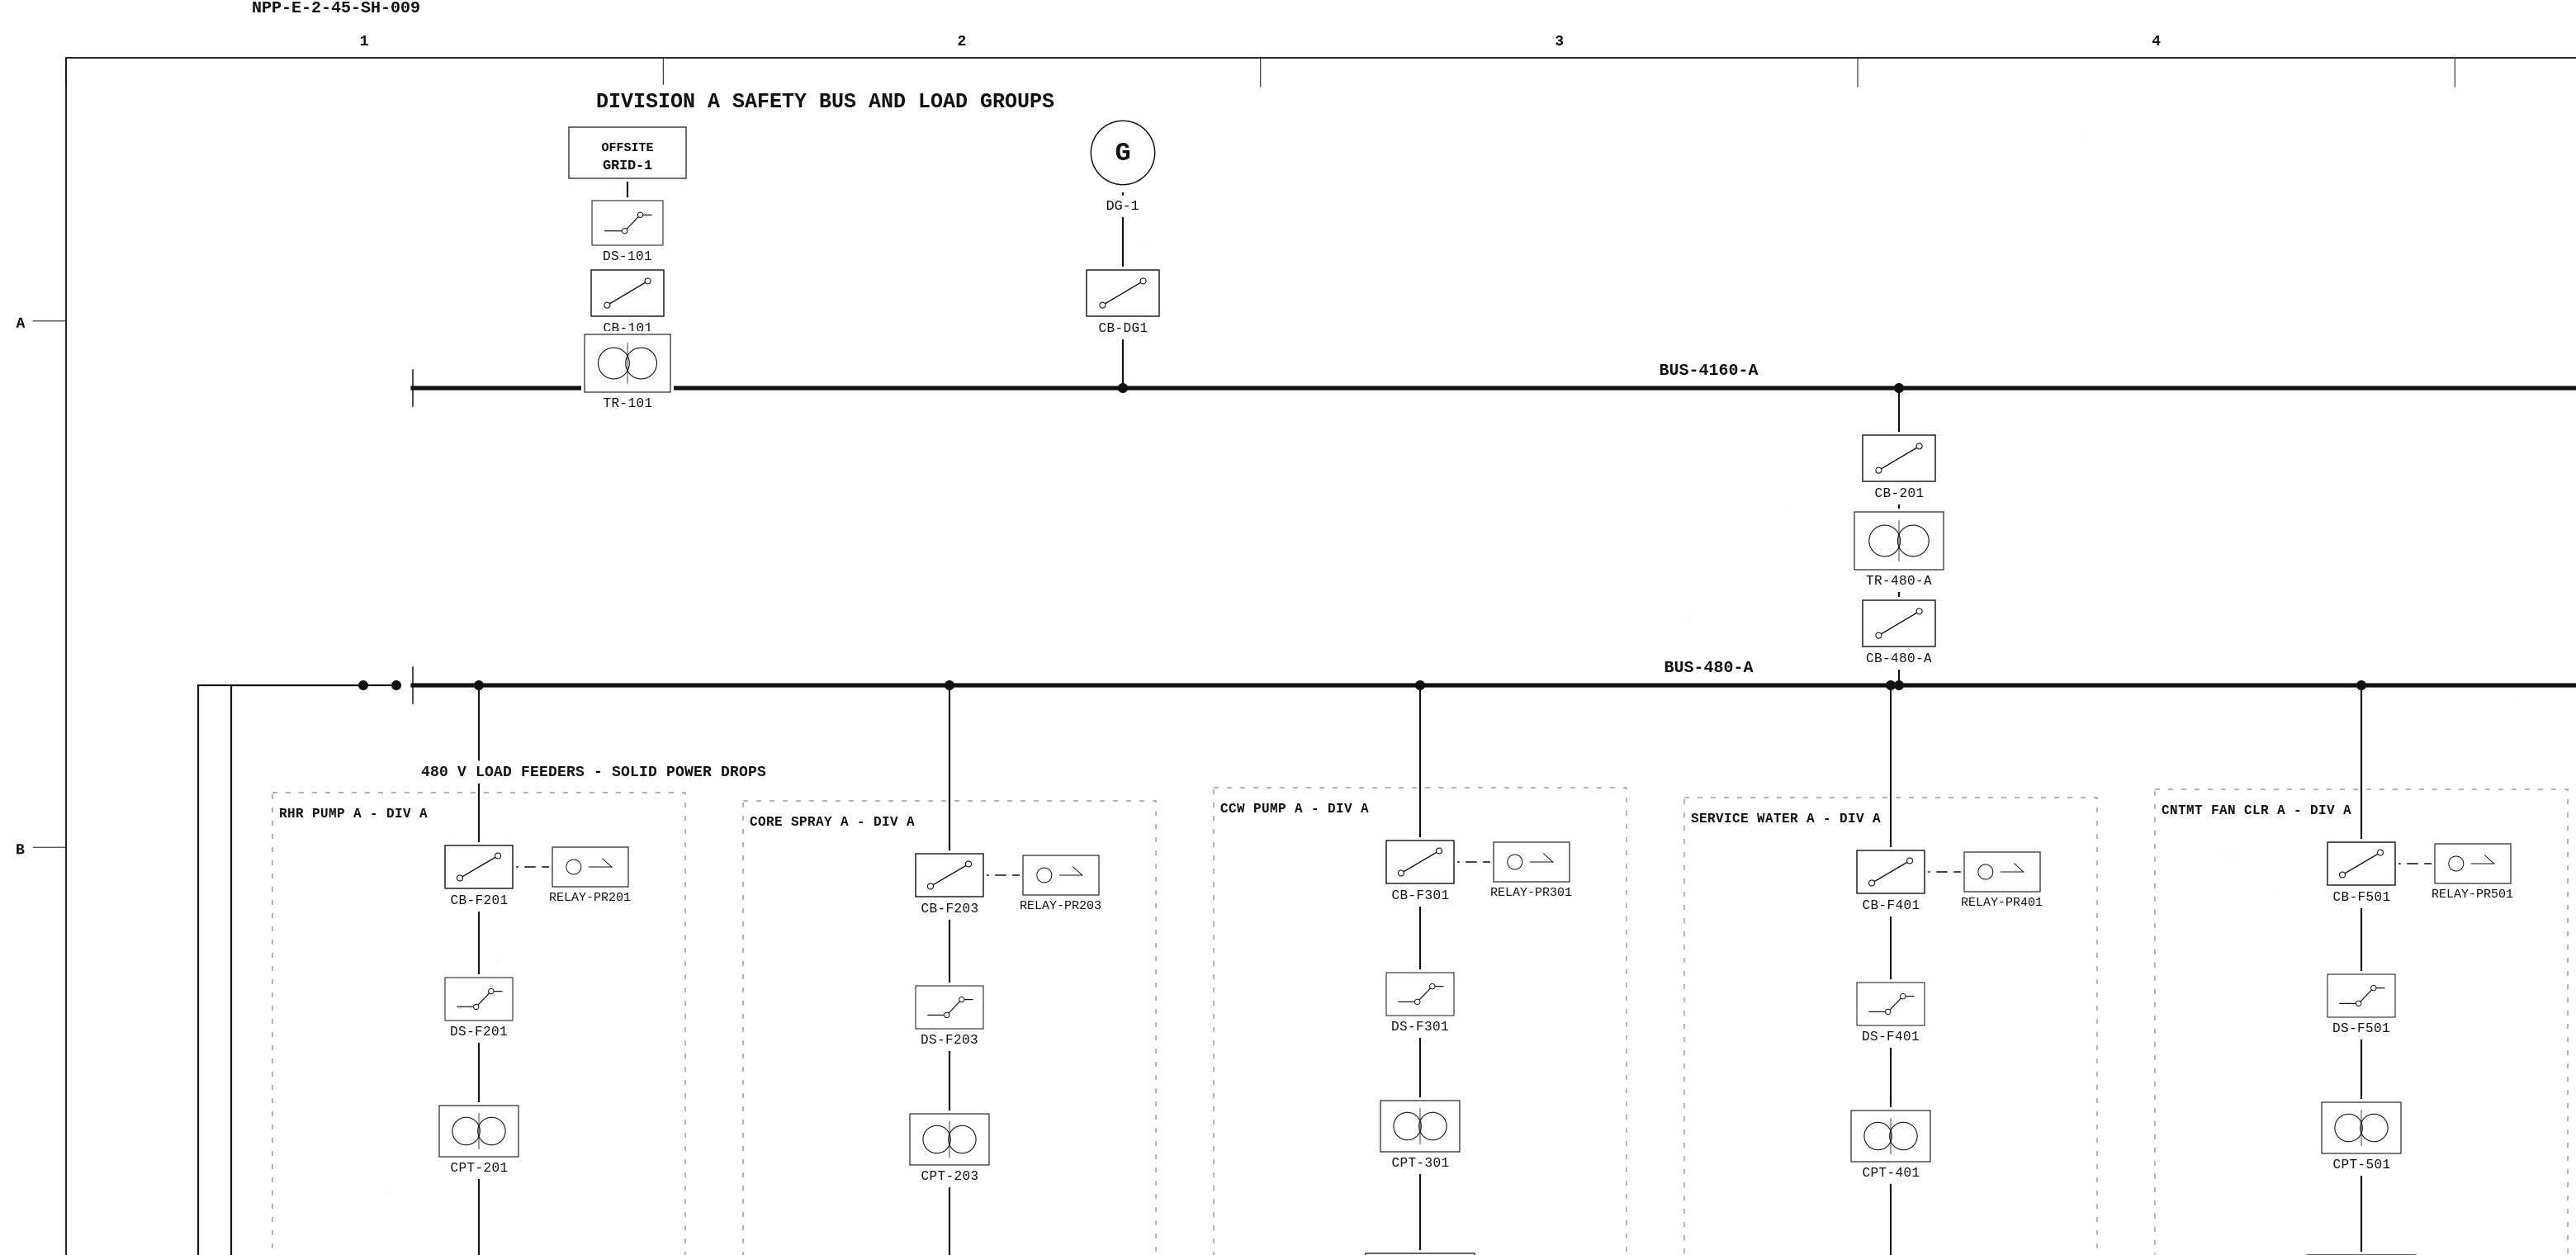 NPP-E-2-45-SH-009
1 2 3 4
DIVISION A SAFETY BUS AND LOAD GROUPS
OFFSITE
GRID-1
G
DG-1
DS-101
A
CB-101
CB-DG1
BUS-4160-A
TR-101
CB-201
TR-480-A
CB-480-A
BUS-480-A
480 V LOAD FEEDERS - SOLID POWER DROPS
RHR PUMP A - DIV A
CORE SPRAY A - DIV A
CCW PUMP A - DIV A
SERVICE WATER A - DIV A
CNTMT FAN CLR A - DIV A
B
CB-F201 RELAY-PR201
CB-F203 RELAY-PR203
CB-F301 RELAY-PR301
CB-F401 RELAY-PR401
CB-F501 RELAY-PR501
DS-F201
DS-F203
DS-F301
DS-F401
DS-F501
CPT-201
CPT-203
CPT-301
CPT-401
CPT-501